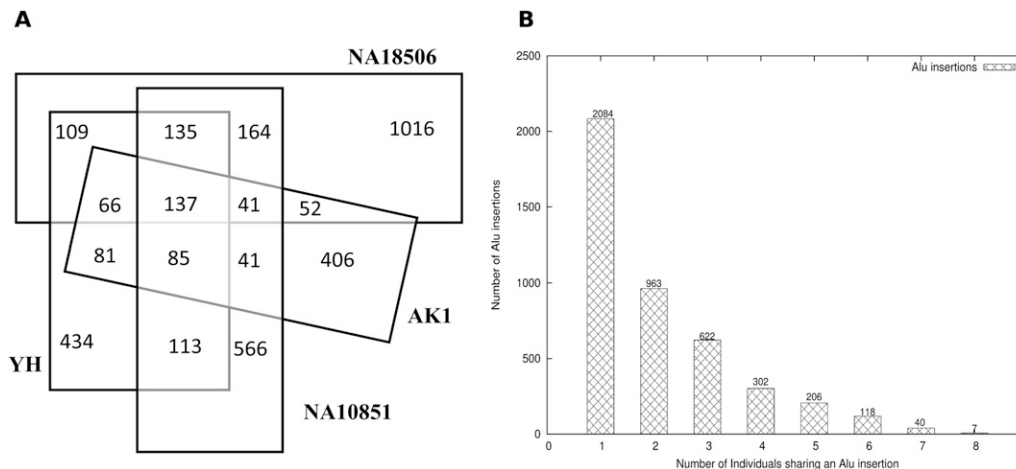 A
NA18506
109 135 164 1016
66 137 41 52
81 85 41 406
AK1
434 113 566
YH
NA10851
B
2500
Alu insertions
2084
2000
1500
Number of Alu insertions
1000
963
622
500
302
206
118
40
7
0
0 1 2 3 4 5 6 7 8
Number of Individuals sharing an Alu insertion